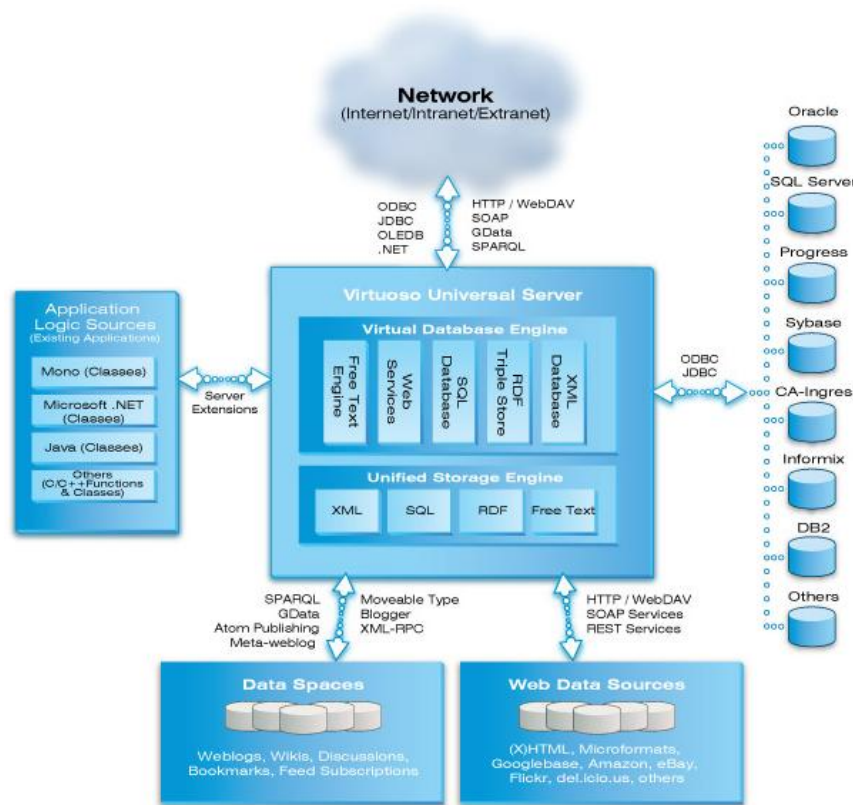 Network
(Internet/Intranet/Extranet)
ODBC
JDBC
OLEDB
.NET
HTTP / WebDAV
SOAP
GData
SPARQL
Oracle
SQL Server
Progress
Sybase
CA-Ingres
Informix
DB2
Others
ODBC
JDBC
Application
Logic Sources
(Existing Applications)
Mono (Classes)
Microsoft .NET
(Classes)
Java (Classes)
Others
(C/C++Functions
& Classes)
Server
Extensions
Virtuoso Universal Server
Virtual Database Engine
Free Text
Engine
Web
Services
SQL
Database
RDF
Triple Store
XML
Database
Unified Storage Engine
XML
SQL
RDF
Free Text
SPARQL
GData
Atom Publishing
Meta-weblog
Moveable Type
Blogger
XML-RPC
HTTP / WebDAV
SOAP Services
REST Services
Data Spaces
Weblogs, Wikis, Discussions,
Bookmarks, Feed Subscriptions
Web Data Sources
(X)HTML, Microformats,
Googlebase, Amazon, eBay,
Flickr, del.icio.us, others